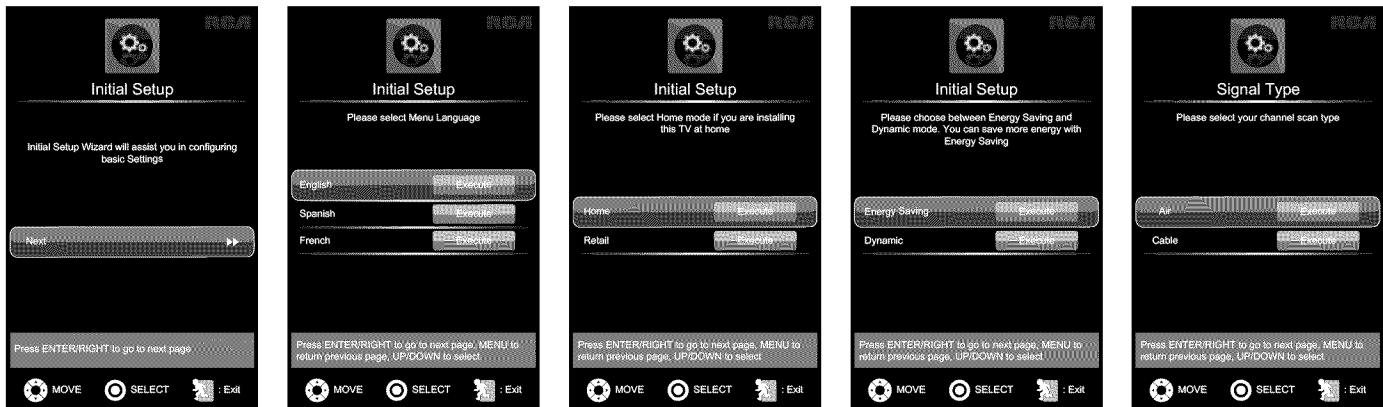 RCA
Initial Setup
Initial Setup Wizard will assist you in configuring
basic Settings
Next
Press ENTER/RIGHT to go to next page
MOVE SELECT : Exit
RCA
Initial Setup
Please select Menu Language
English Execute
Spanish Execute
French Execute
Press ENTER/RIGHT to go to next page, MENU to
return previous page, UP/DOWN to select
MOVE SELECT : Exit
RCA
Initial Setup
Please select Home mode if you are installing
this TV at home
Home Execute
Retail Execute
Press ENTER/RIGHT to go to next page, MENU to
return previous page, UP/DOWN to select
MOVE SELECT : Exit
RCA
Initial Setup
Please choose between Energy Saving and
Dynamic mode. You can save more energy with
Energy Saving
Energy Saving Execute
Dynamic Execute
Press ENTER/RIGHT to go to next page, MENU to
return previous page, UP/DOWN to select
MOVE SELECT : Exit
RCA
Signal Type
Please select your channel scan type
Air Execute
Cable Execute
Press ENTER/RIGHT to go to next page, MENU to
return previous page, UP/DOWN to select
MOVE SELECT : Exit